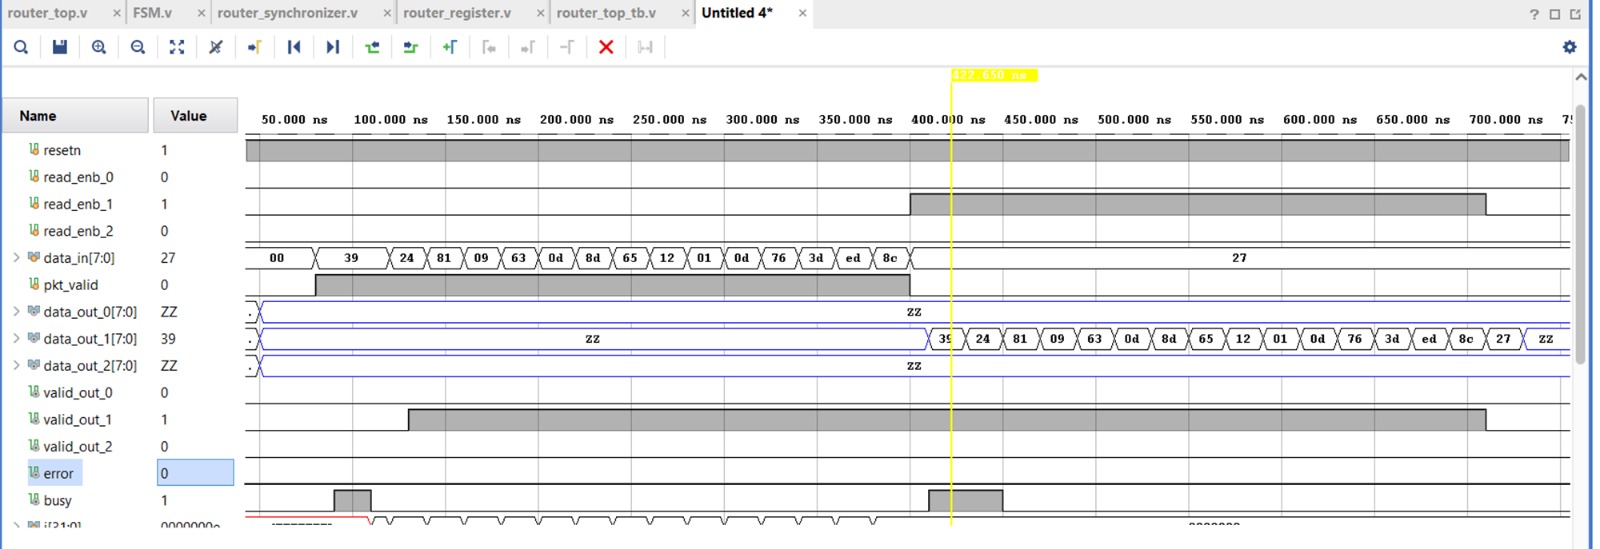 router_top.v × FSM.v × router_synchronizer.v × router_register.v × router_top_tb.v × Untitled 4* × ?
422.650 ns
Name Value 50.000 ns 100.000 ns 150.000 ns 200.000 ns 250.000 ns 300.000 ns 350.000 ns 400.000 ns 450.000 ns 500.000 ns 550.000 ns 600.000 ns 650.000 ns 700.000 ns
resetn 1
read_enb_0 0
read_enb_1 1
read_enb_2 0
data_in[7:0] 27 00 39 24 81 09 63 0d 8d 65 12 01 0d 76 3d ed 8c 27
pkt_valid 0
data_out_0[7:0] ZZ ZZ
data_out_1[7:0] 39 ZZ 39 24 81 09 63 0d 8d 65 12 01 0d 76 3d ed 8c 27 ZZ
data_out_2[7:0] ZZ ZZ
valid_out_0 0
valid_out_1 1
valid_out_2 0
error 0
busy 1